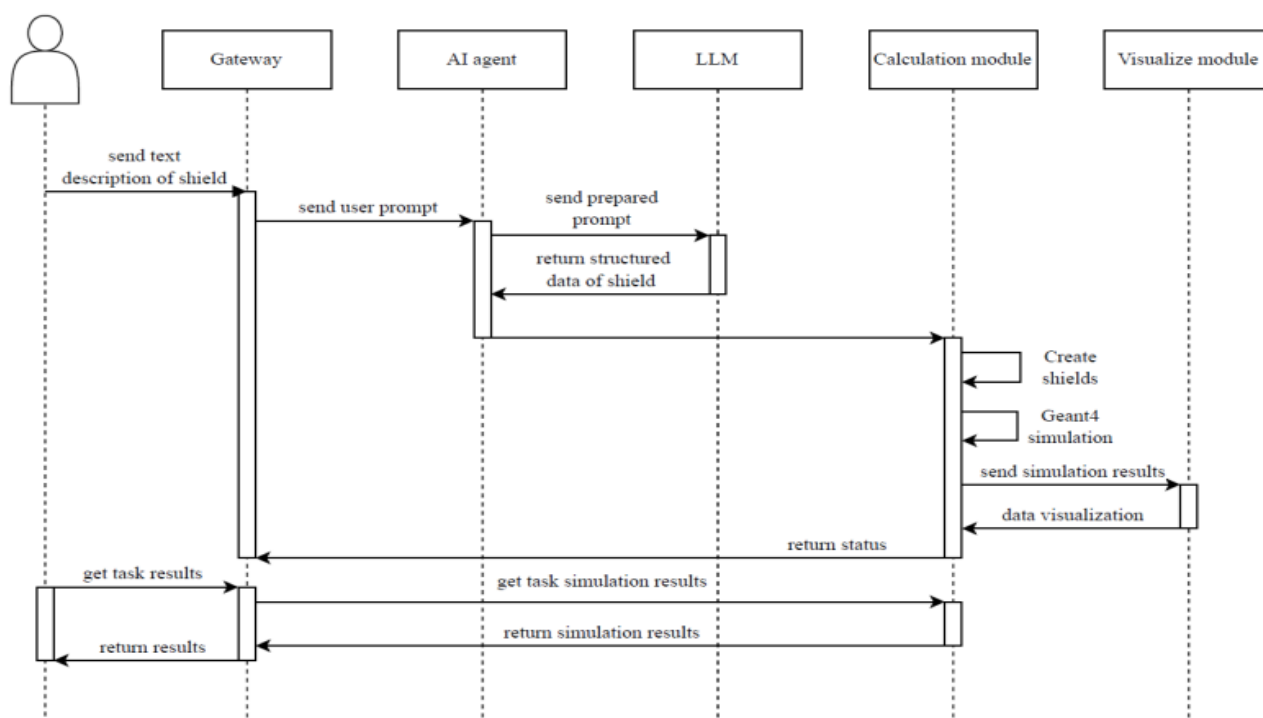 Gateway
AI agent
LLM
Calculation module
Visualize module
send text
description of shield
send user prompt
send prepared
prompt
return structured
data of shield
Create
shields
Geant4
simulation
send simulation results
data visualization
return status
get task results
get task simulation results
return simulation results
return results